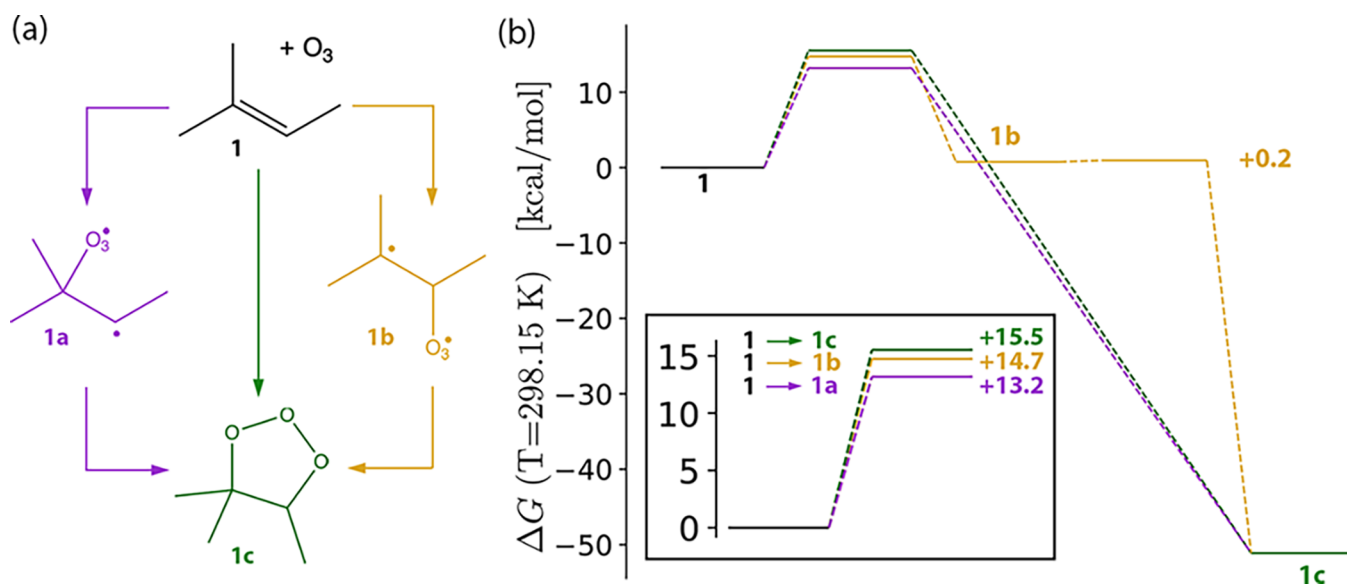 (a)
+ O3
1
O3•
1a
1b
O3•
O
O
O
1c
(b)
ΔG (T=298.15 K) [kcal/mol]
10
0
−10
−20
−30
−40
−50
1
1b
+0.2
1c
15
10
5
0
1 → 1c +15.5
1 → 1b +14.7
1 → 1a +13.2